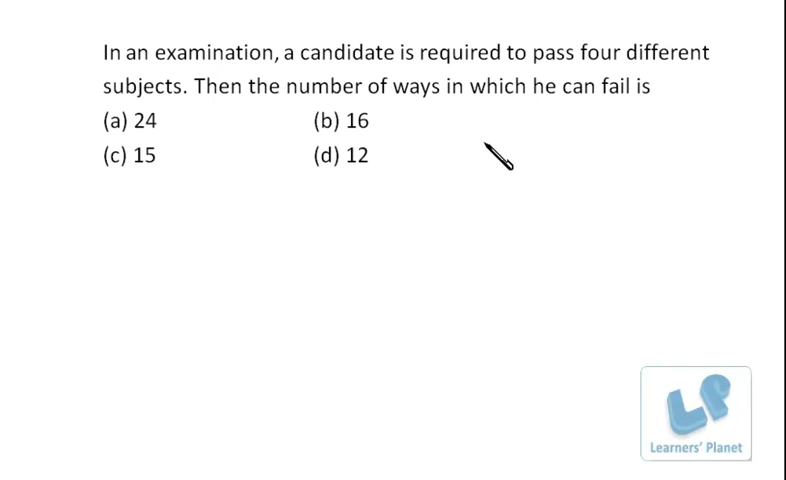 In an examination, a candidate is required to pass four different
subjects. Then the number of ways in which he can fail is
(a) 24 (b) 16
(c) 15 (d) 12
LP
Learners' Planet